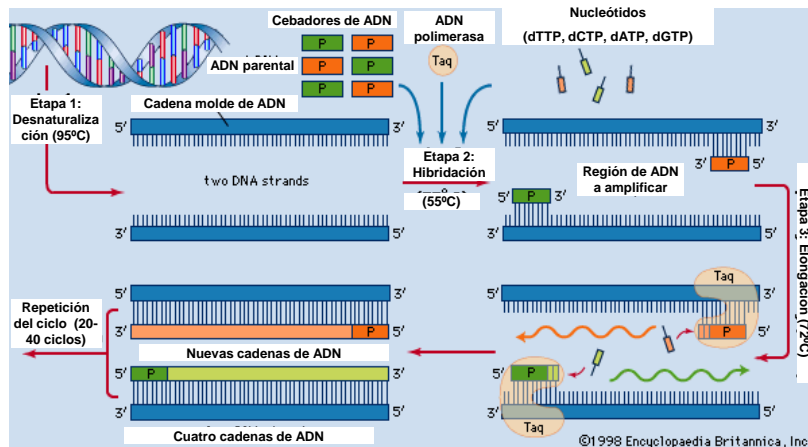 Cebadores de ADN
P P
P P
P P
ADN
polimerasa
Taq
Nucleótidos
(dTTP, dCTP, dATP, dGTP)
ADN parental
Etapa 1:
Desnaturaliz
ción (95ºC)
Cadena molde de ADN
5′ 3′
two DNA strands
3′ 5′
Etapa 2:
Hibridación
(55ºC)
5′ 3′
3′ P 5′
Región de ADN
a amplificar
5′ P 3′
3′ 5′
Etapa 3: Elongación (72ºC)
5′ 3′
Taq
P
5′
3′
P
5′
3′ 5′
Taq
Repetición
del ciclo (20-
40 ciclos)
5′ 3′
3′ P 5′
Nuevas cadenas de ADN
5′ P 3′
3′ 5′
Cuatro cadenas de ADN
©1998 Encyclopaedia Britannica, Inc